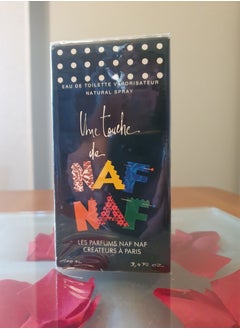 EAU DE TOILETTE VAPORISATEUR
NATURAL SPRAY
Une touche
de
NAF
NAF
LES PARFUMS NAF NAF
CRÉATEURS À PARIS
3,4 FL. OZ.